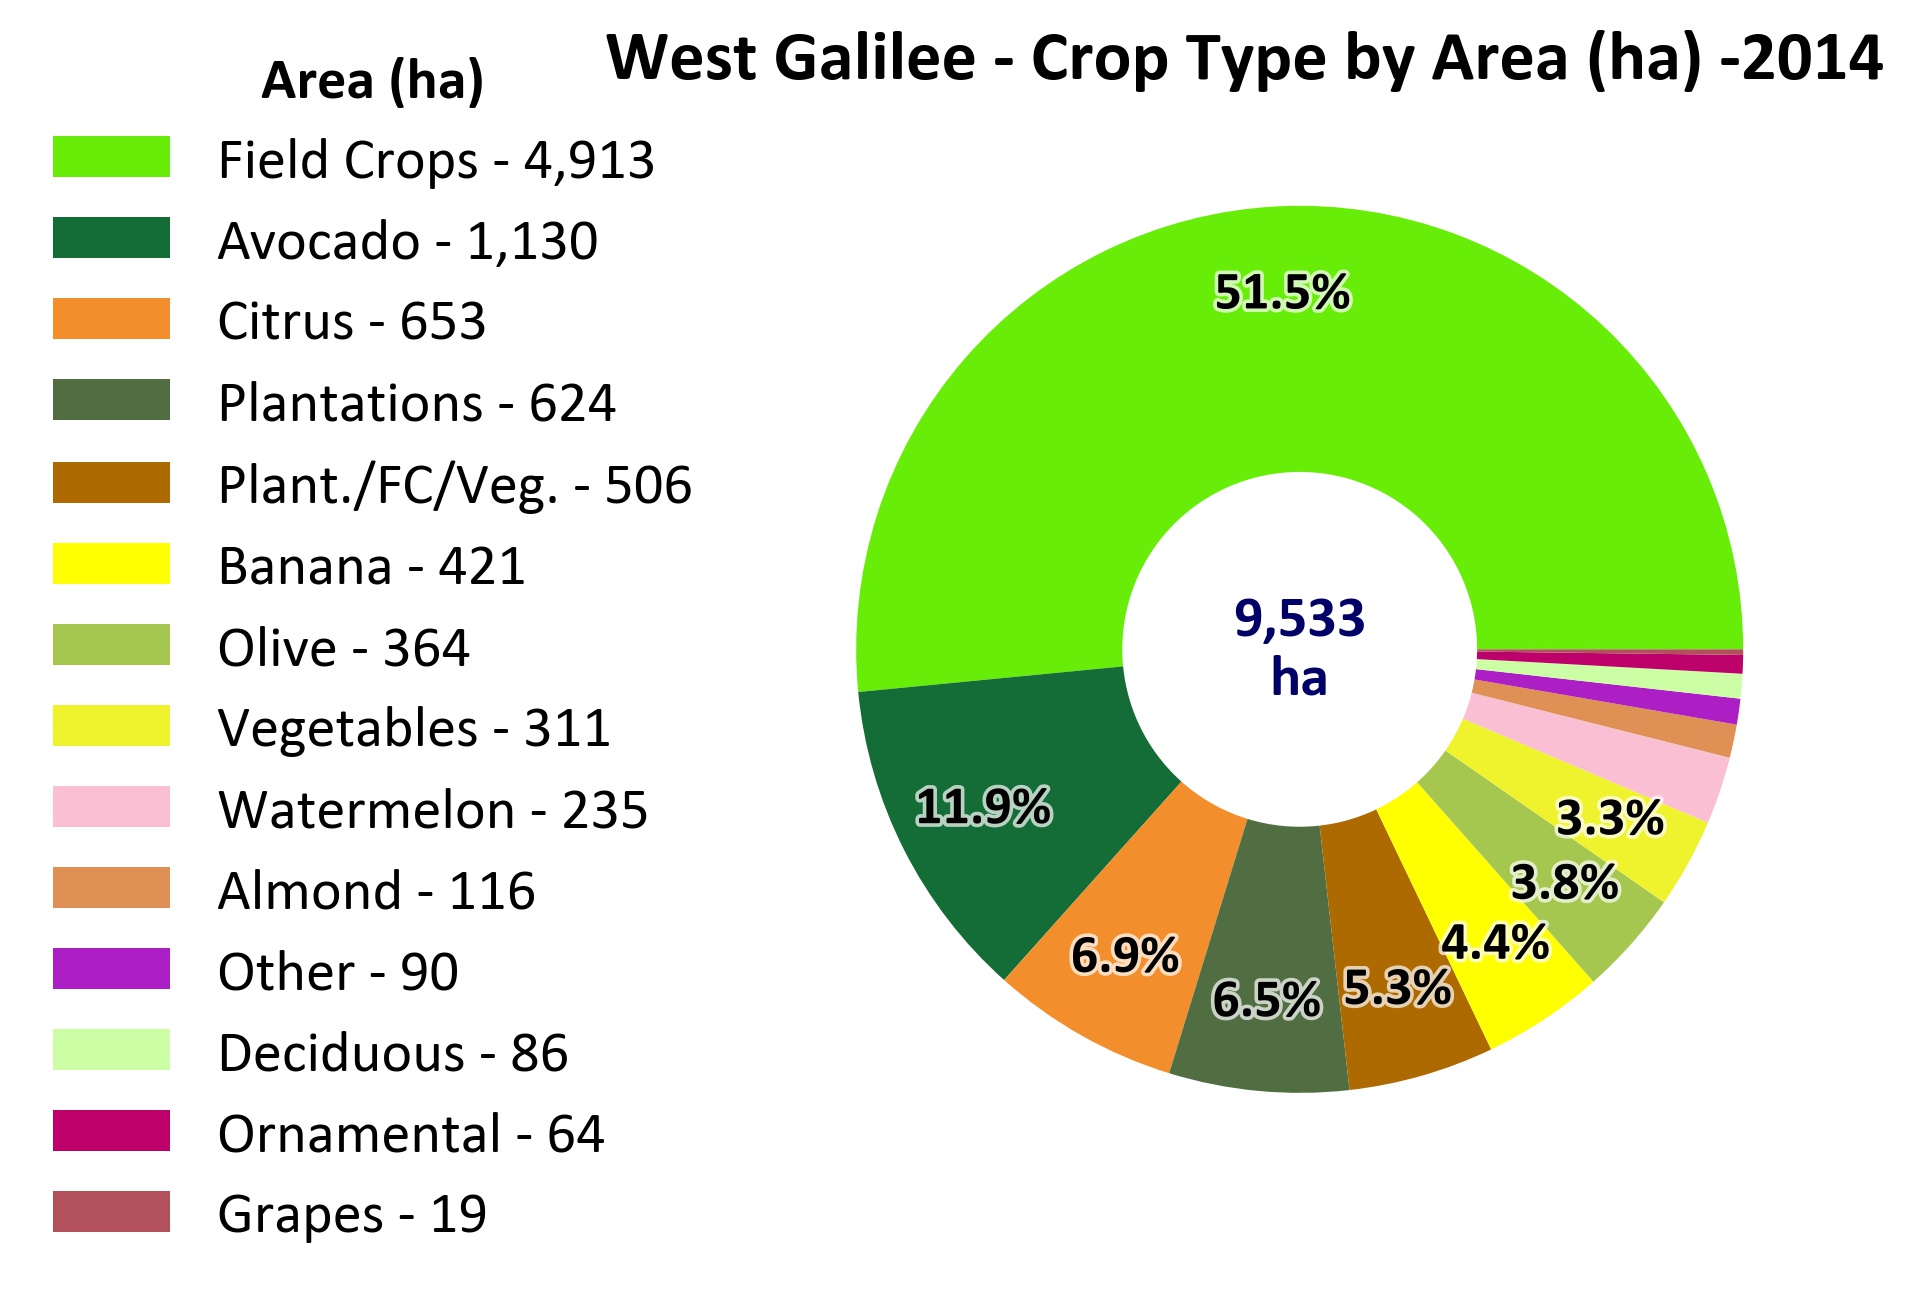 West Galilee - Crop Type by Area (ha) -2014
Area (ha)
Field Crops - 4,913
Avocado - 1,130
Citrus - 653
Plantations - 624
Plant./FC/Veg. - 506
Banana - 421
Olive - 364
Vegetables - 311
Watermelon - 235
Almond - 116
Other - 90
Deciduous - 86
Ornamental - 64
Grapes - 19
51.5%
9,533
ha
11.9%
6.9%
6.5%
5.3%
4.4%
3.8%
3.3%